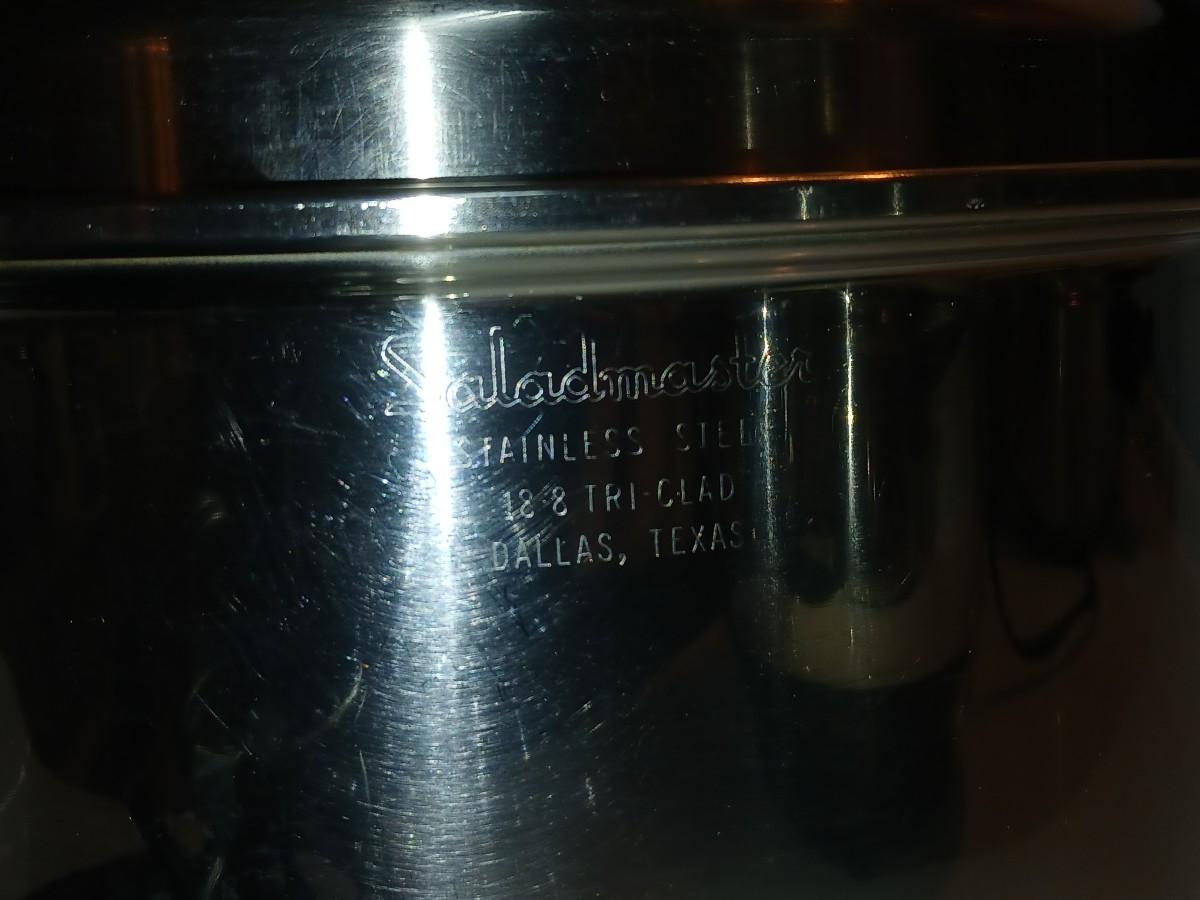 Saladmaster
STAINLESS STEEL
18-8 TRI-CLAD
DALLAS, TEXAS